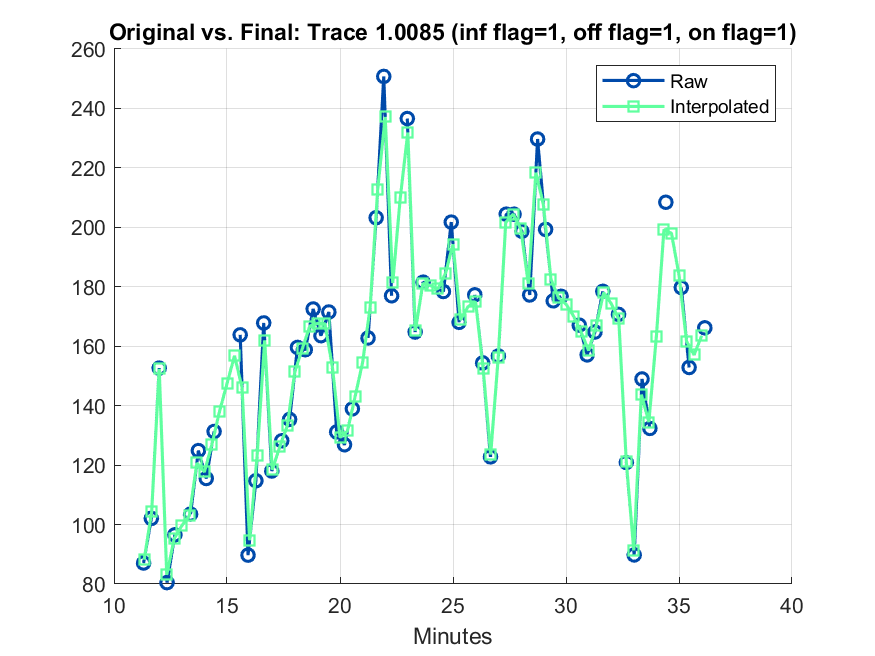 Original vs. Final: Trace 1.0085 (inf flag=1, off flag=1, on flag=1)
260
240
220
200
180
160
140
120
100
80
Raw
Interpolated
10 15 20 25 30 35 40
Minutes